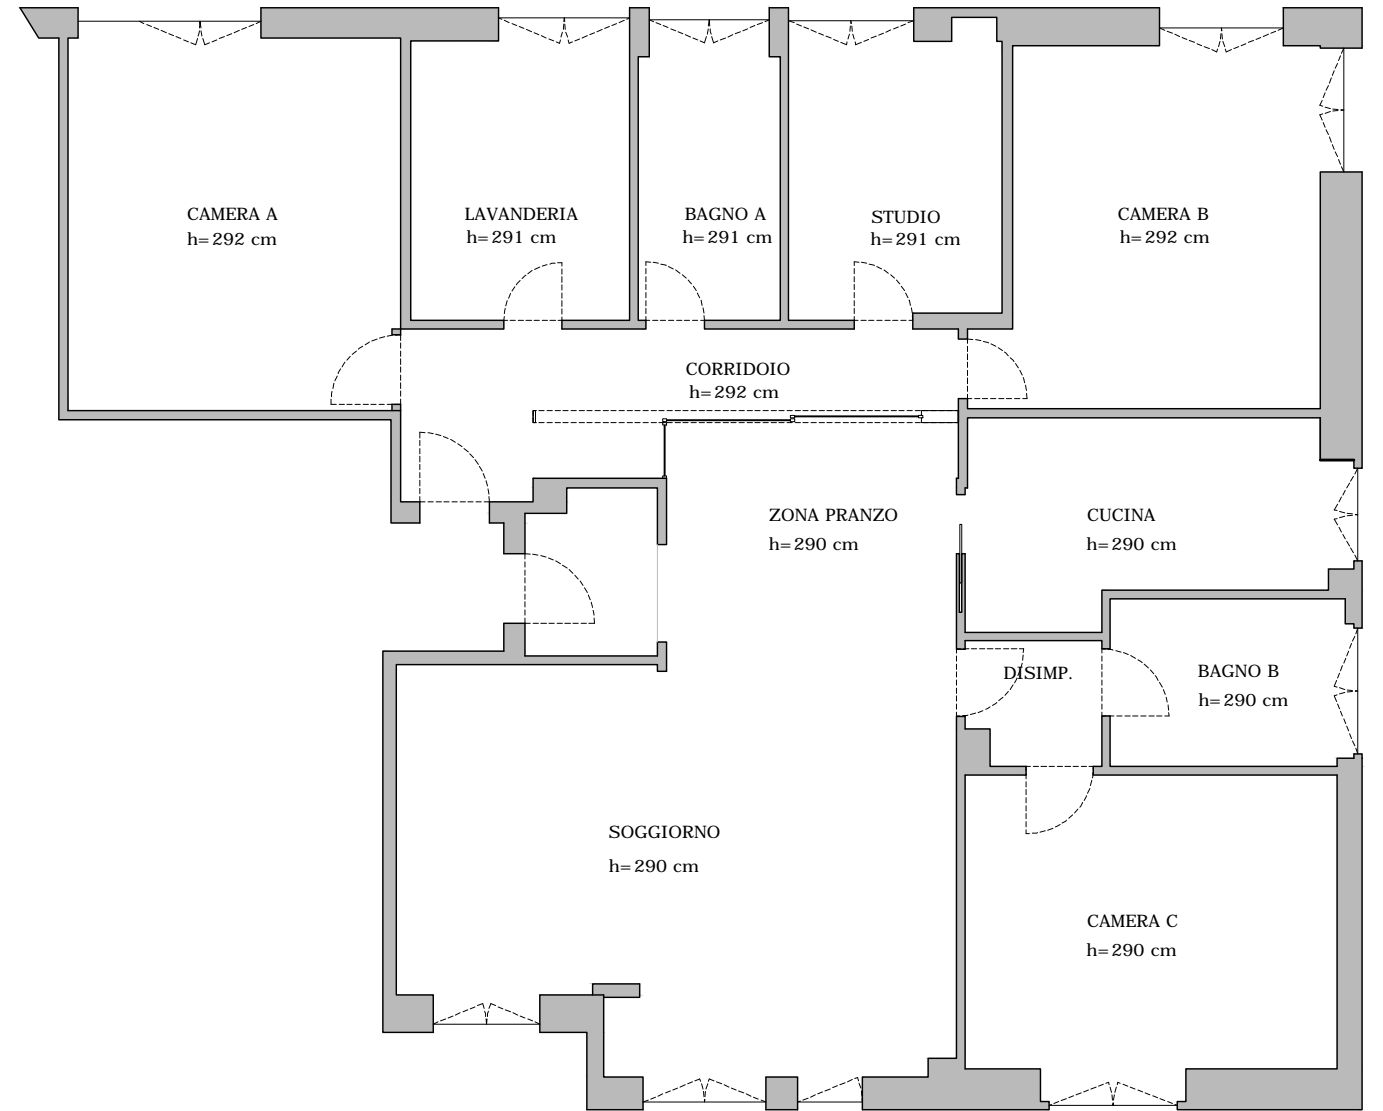 CAMERA A
h=292 cm
LAVANDERIA
h=291 cm
BAGNO A
h=291 cm
STUDIO
h=291 cm
CAMERA B
h=292 cm
CORRIDOIO
h=292 cm
ZONA PRANZO
h=290 cm
CUCINA
h=290 cm
DISIMP.
BAGNO B
h=290 cm
SOGGIORNO
h=290 cm
CAMERA C
h=290 cm